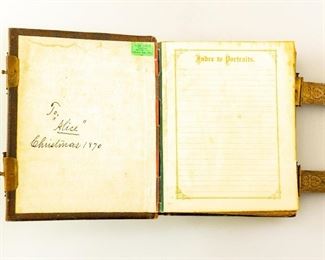 To,
"Alice"
Christmas 1870
Index to Portraits.